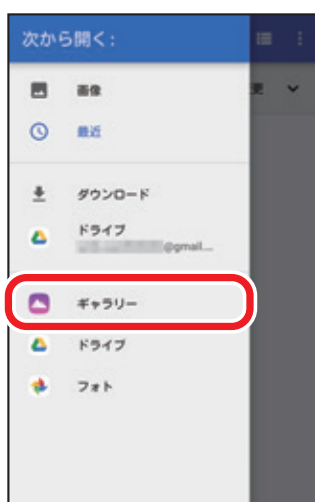 次から開く:
画像
更
最近
ダウンロード
ドライブ
@gmail...
ギャラリー
ドライブ
フォト